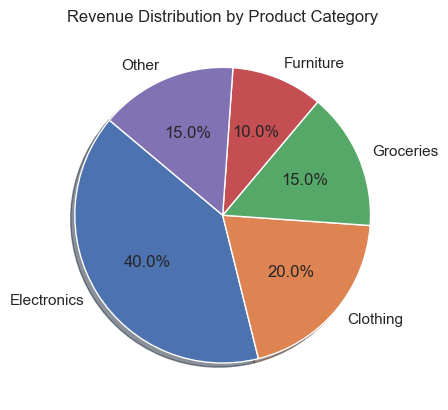 Revenue Distribution by Product Category
Other
Furniture
15.0%
10.0%
Groceries
15.0%
40.0%
20.0%
Electronics
Clothing